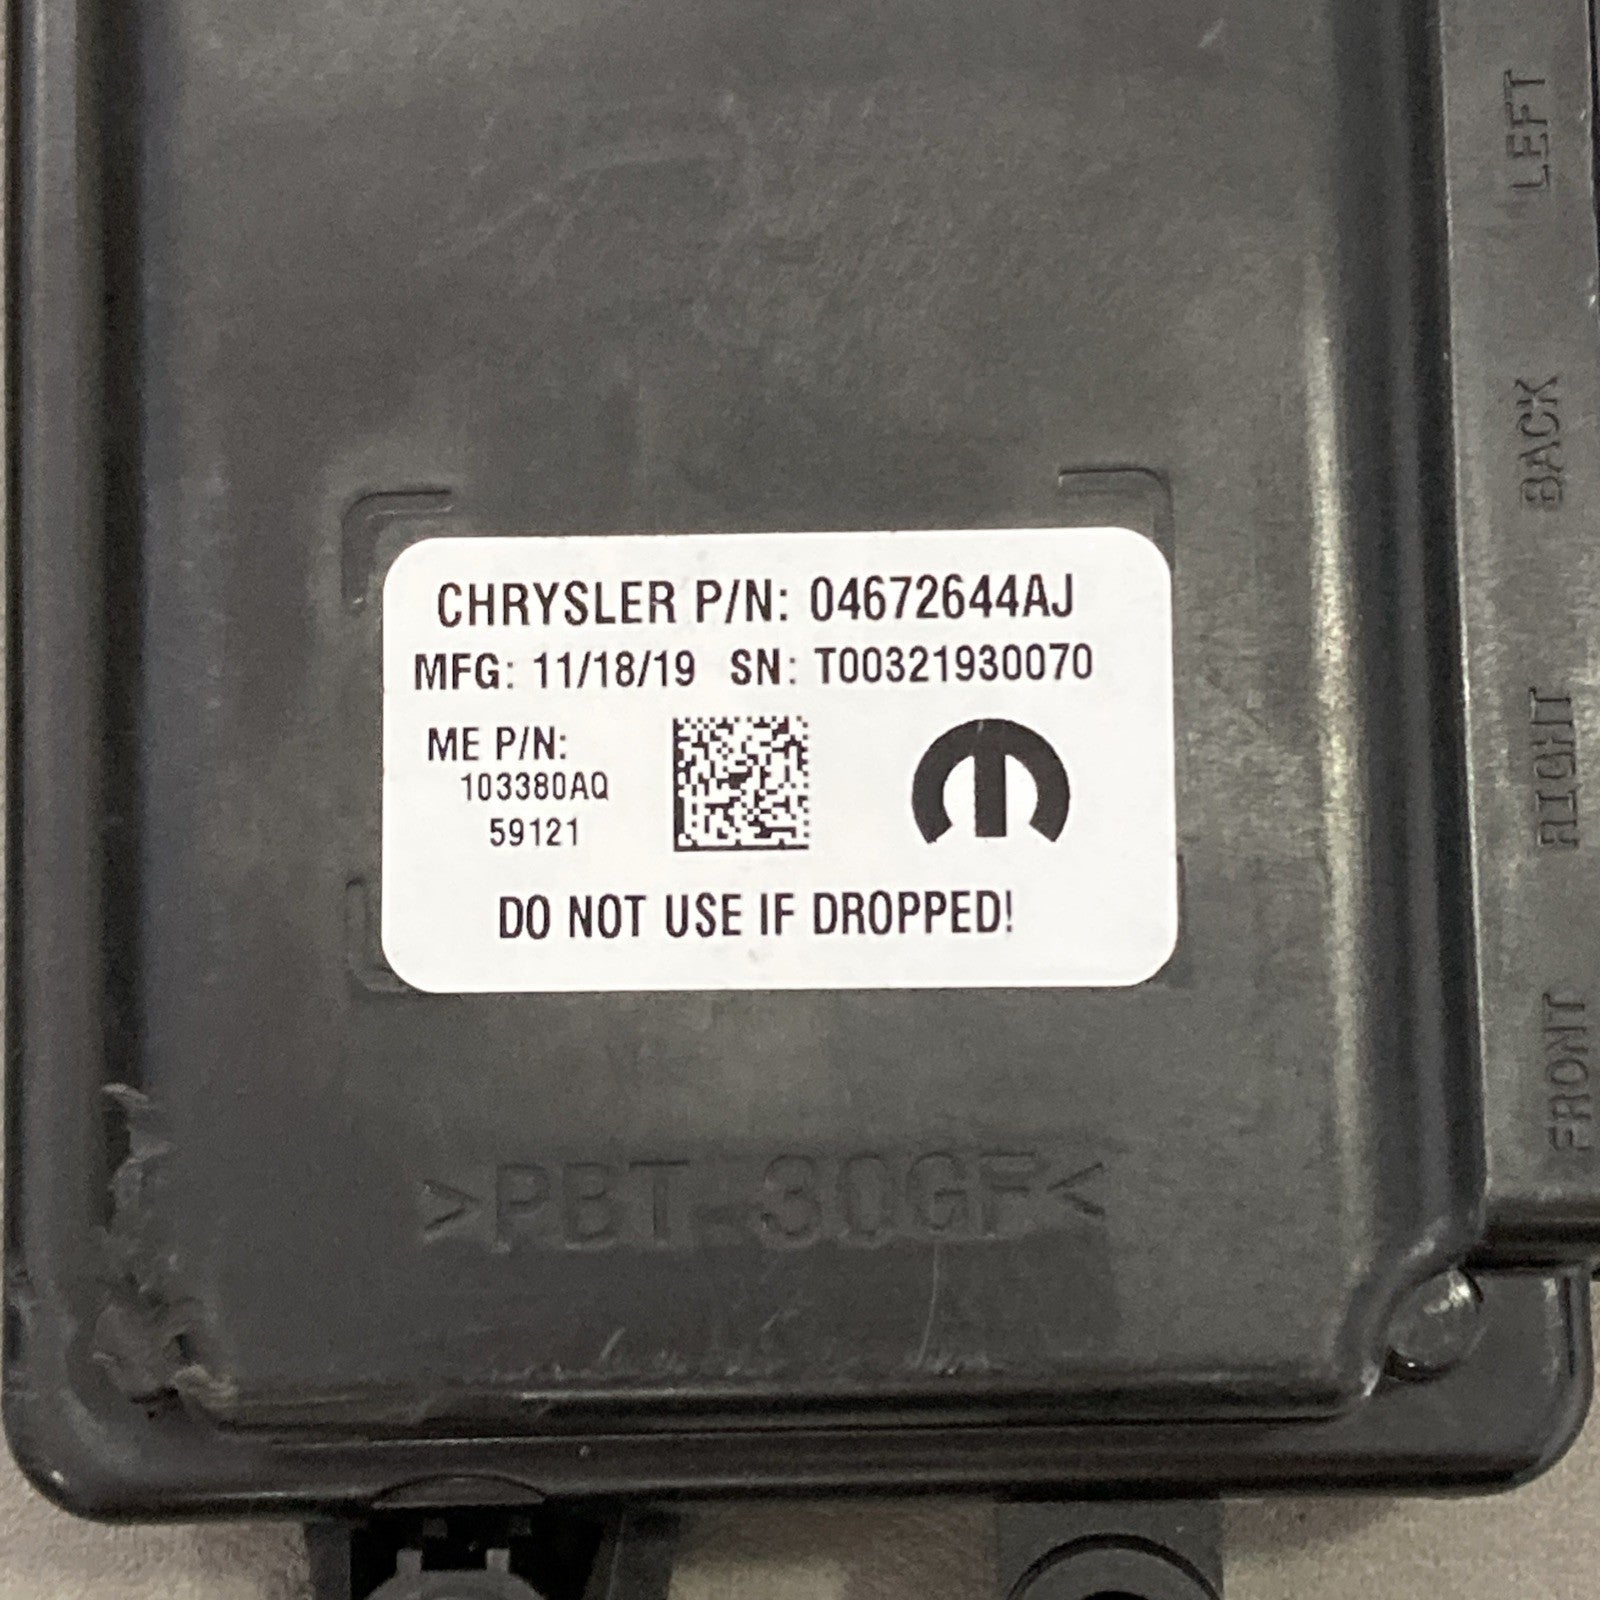 CHRYSLER P/N: 04672644AJ
MFG: 11/18/19 SN: T00321930070
ME P/N:
103380AQ
59121
DO NOT USE IF DROPPED!
>PBT-30GF<
LEFT
BACK
RIGHT
FRONT